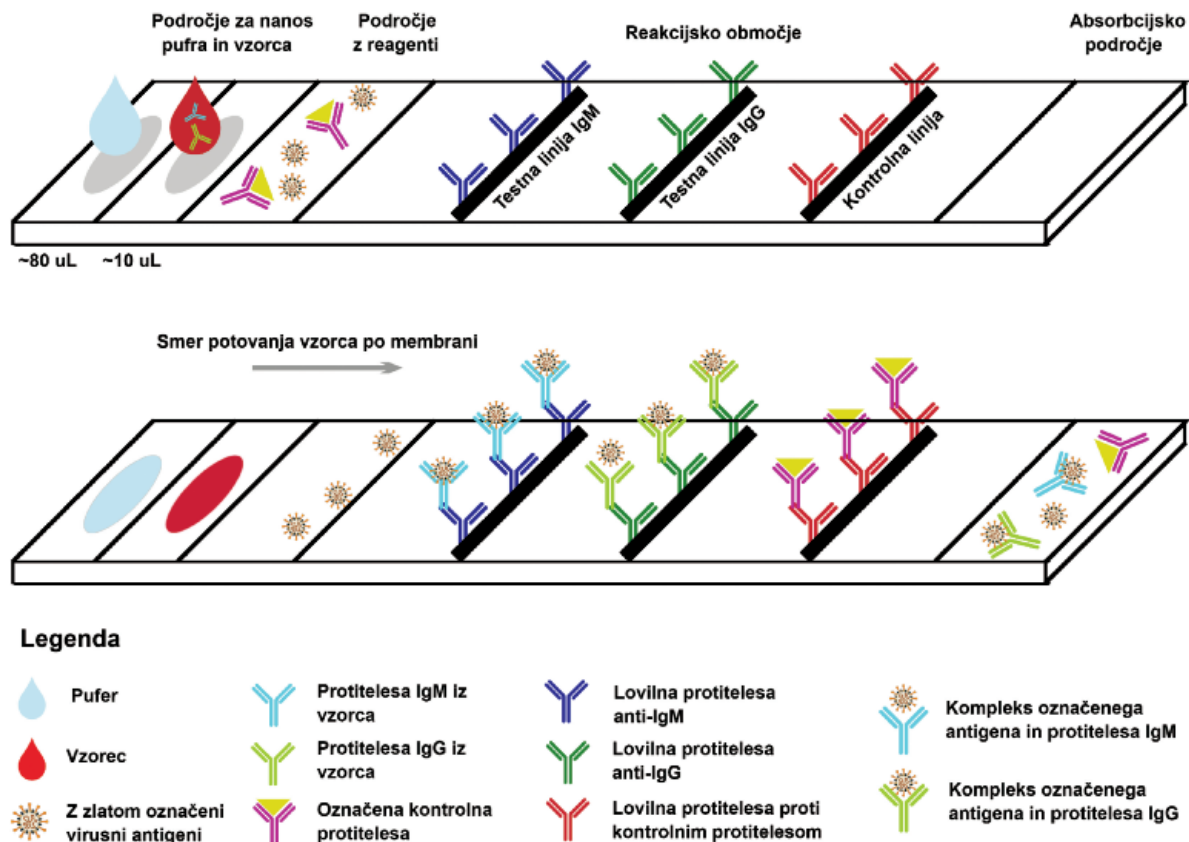 Področje za nanos
pufra in vzorca
Področje
z reagenti
Reakcijsko območje
Absorbcijsko
področje
Testna linija IgM
Testna linija IgG
Kontrolna linija
~80 uL
~10 uL
Smer potovanja vzorca po membrani
Legenda
Pufer
Vzorec
Z zlatom označeni
virusni antigeni
Protitelesa IgM iz
vzorca
Protitelesa IgG iz
vzorca
Označena kontrolna
protitelesa
Lovilna protitelesa
anti-IgM
Lovilna protitelesa
anti-IgG
Lovilna protitelesa proti
kontrolnim protitelesom
Kompleks označenega
antigena in protitelesa IgM
Kompleks označenega
antigena in protitelesa IgG